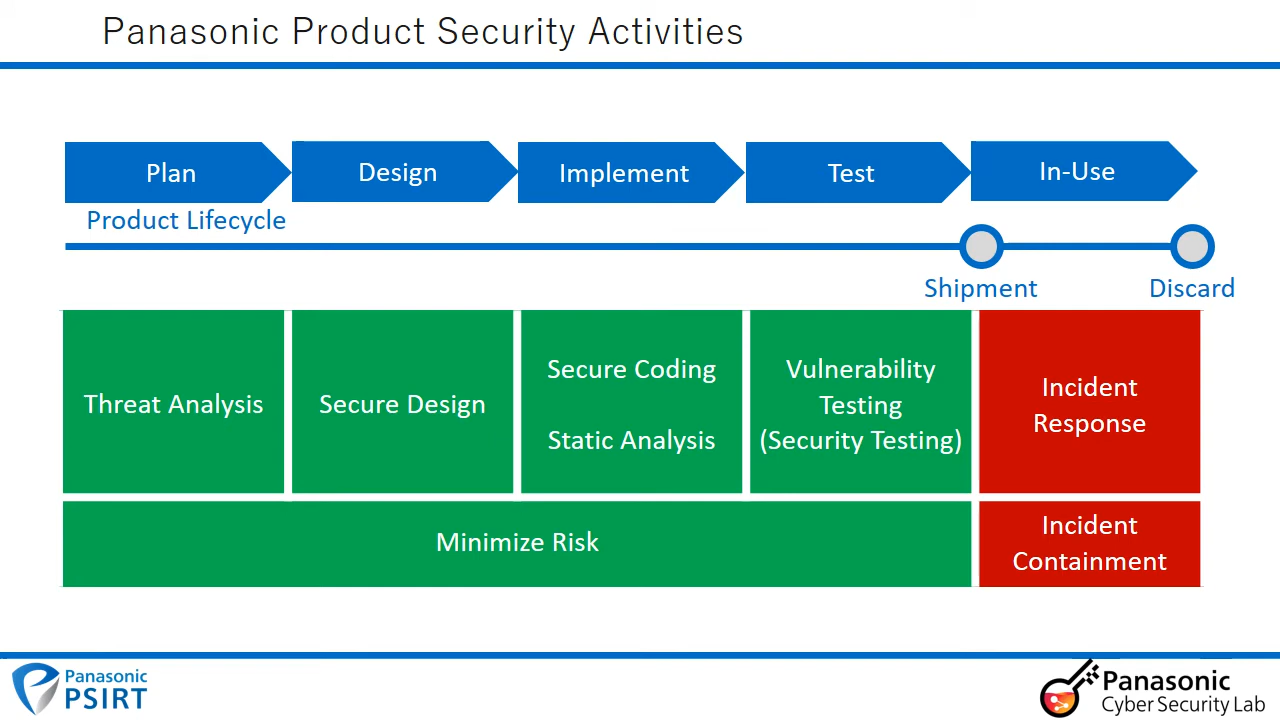 Panasonic Product Security Activities
Plan
Design
Implement
Test
In-Use
Product Lifecycle
Shipment
Discard
Threat Analysis
Secure Design
Secure Coding
Static Analysis
Vulnerability
Testing
(Security Testing)
Incident
Response
Minimize Risk
Incident
Containment
Panasonic
PSIRT
Panasonic
Cyber Security Lab